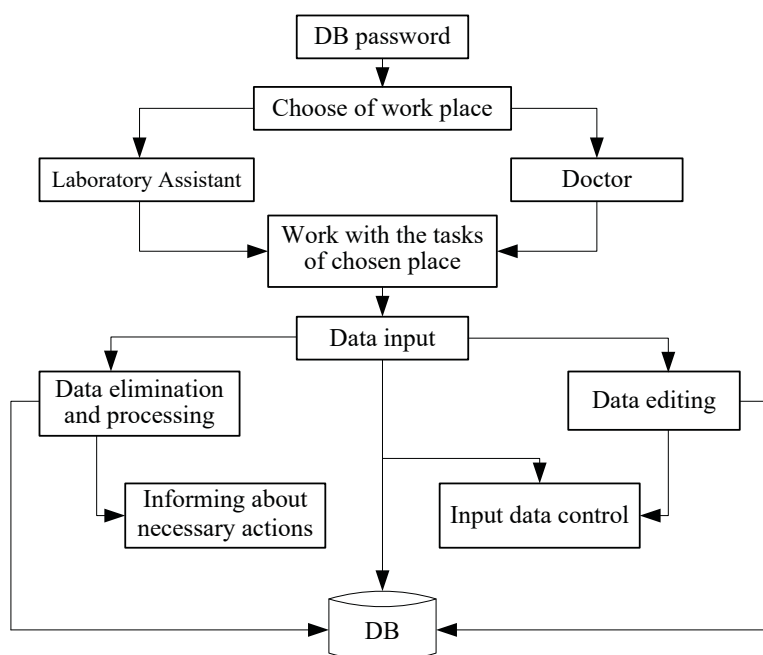 DB password
Choose of work place
Laboratory Assistant
Doctor
Work with the tasks
of chosen place
Data input
Data elimination
and processing
Data editing
Informing about
necessary actions
Input data control
DB